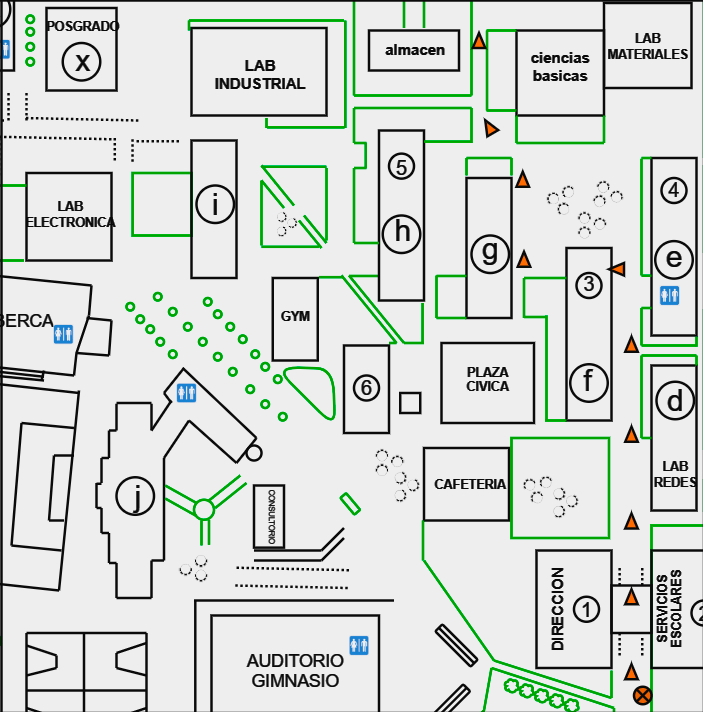 POSGRADO
X
LAB
INDUSTRIAL
almacen
ciencias
basicas
LAB
MATERIALES
5
h
i
LAB
ELECTRONICA
g
4
e
3
f
BERCA
GYM
6
PLAZA
CIVICA
d
LAB
REDES
CAFETERIA
j
CONSULTORIO
DIRECCION
1
SERVICIOS
ESCOLARES
2
AUDITORIO
GIMNASIO